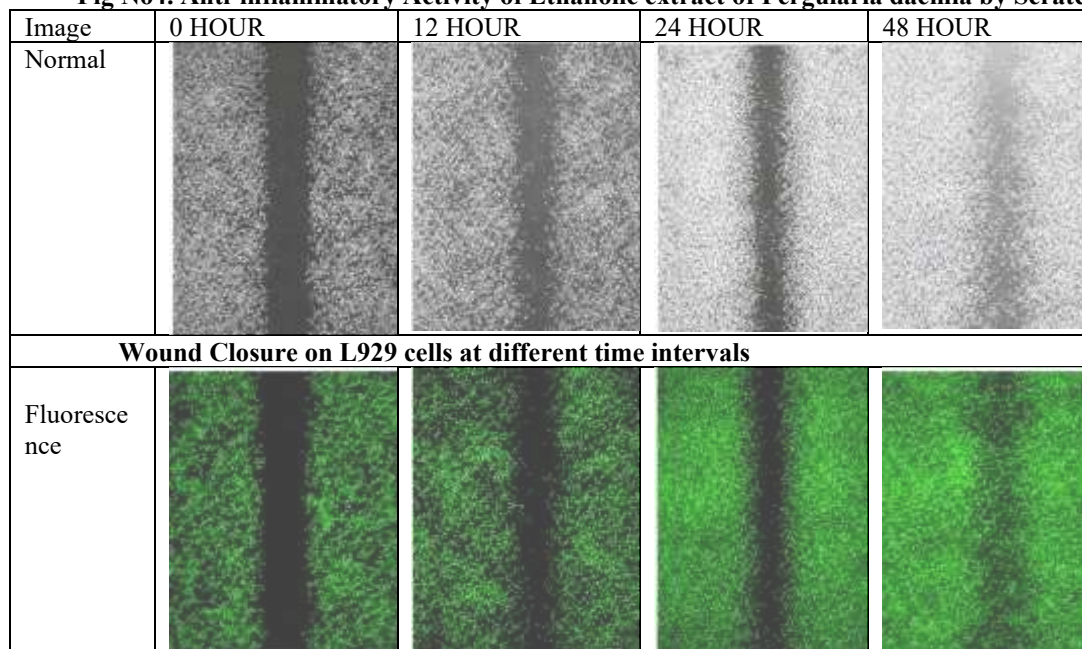 Fig No4: Anti-inflammatory Activity of Ethanolic extract of Pergularia daemia by
Image 0 HOUR 12 HOUR 24 HOUR 48 HOUR
Normal
Wound Closure on L929 cells at different time intervals
Fluoresce
nce